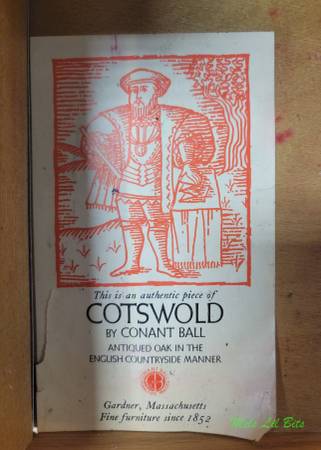 This is an authentic piece of
COTSWOLD
BY CONANT BALL
ANTIQUED OAK IN THE
ENGLISH COUNTRYSIDE MANNER
Gardner, Massachusetts
Fine furniture since 1852
Mels Lil Bits